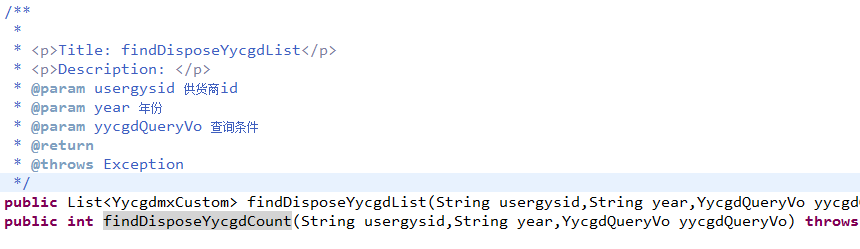 /**
 *
 * <p>Title: findDisposeYycgdList</p>
 * <p>Description: </p>
 * @param usergysid 供货商id
 * @param year 年份
 * @param yycgdQueryVo 查询条件
 * @return
 * @throws Exception
 */
public List<YycgdmxCustom> findDisposeYycgdList(String usergysid,String year,YycgdQueryVo yycgd
public int findDisposeYycgdCount(String usergysid,String year,YycgdQueryVo yycgdQueryVo) throws